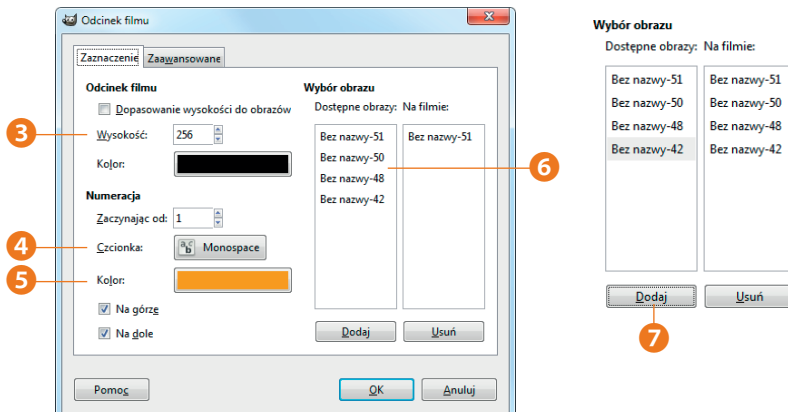 Odcinek filmu
Zaznaczenie Zaawansowane
Odcinek filmu
Dopasowanie wysokości do obrazów
3
Wysokość: 256
Kolor:
Numeracja
Zaczynając od: 1
4
Czcionka: Monospace
5
Kolor:
Na górze
Na dole
Wybór obrazu
Dostępne obrazy: Na filmie:
Bez nazwy-51 Bez nazwy-51
Bez nazwy-50
6
Bez nazwy-48
Bez nazwy-42
Dodaj Usuń
Pomoc OK Anuluj
Wybór obrazu
Dostępne obrazy: Na filmie:
Bez nazwy-51 Bez nazwy-51
Bez nazwy-50 Bez nazwy-50
Bez nazwy-48 Bez nazwy-48
Bez nazwy-42 Bez nazwy-42
Dodaj Usuń
7